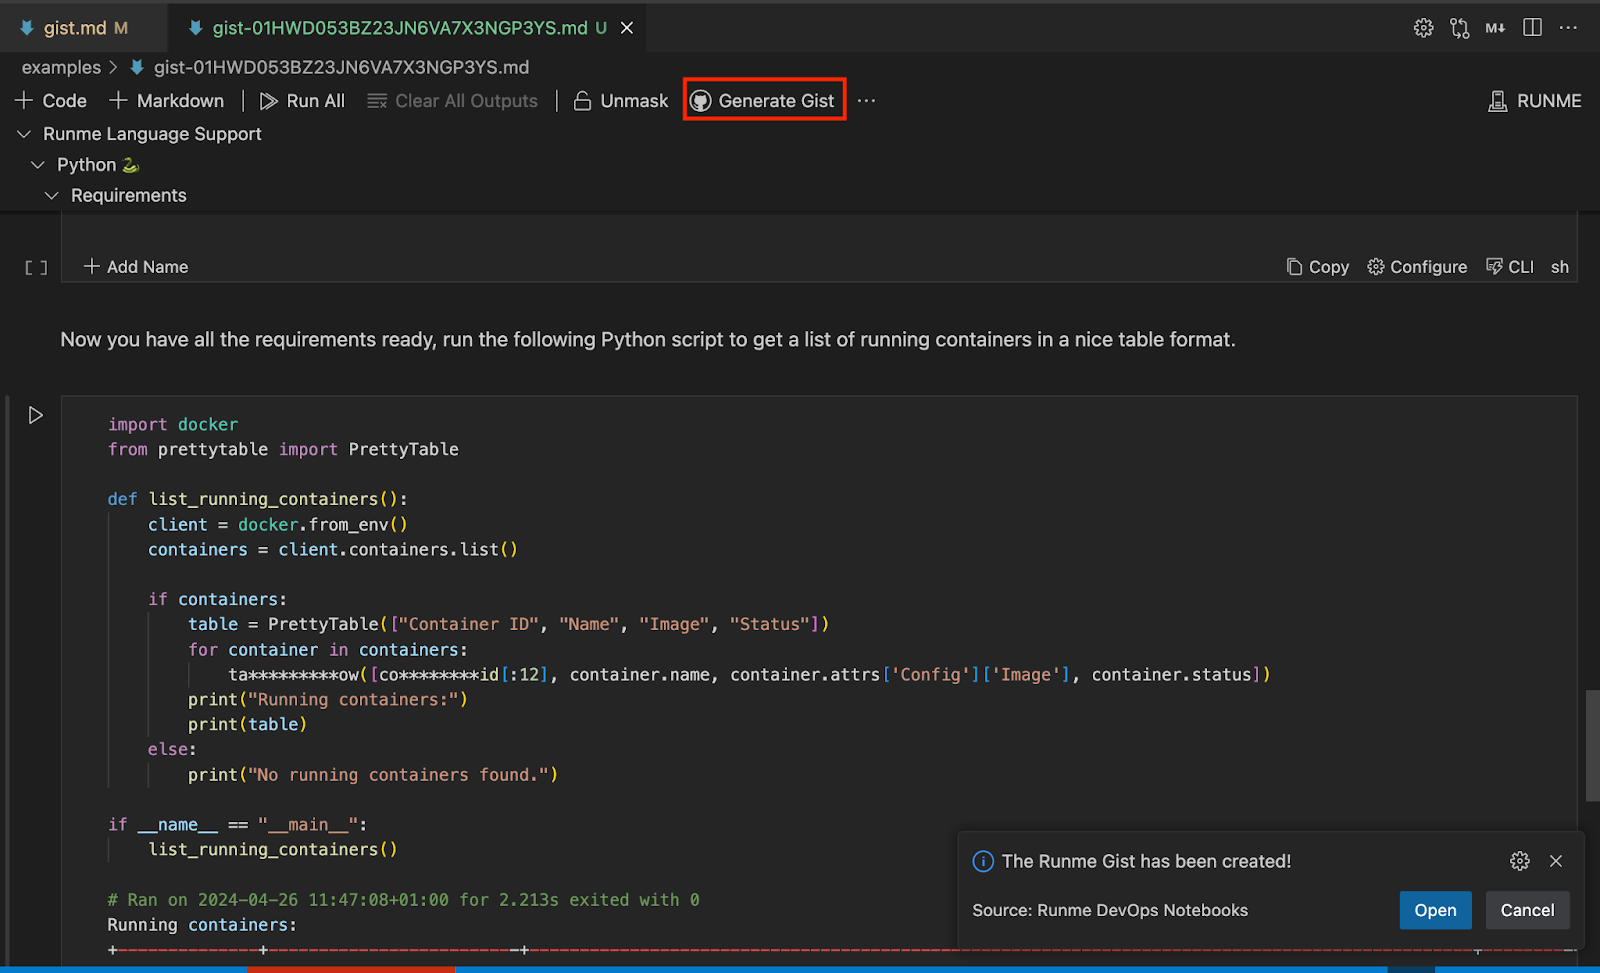 gist.md M gist-01HWD053BZ23JN6VA7X3NGP3YS.md U
examples > gist-01HWD053BZ23JN6VA7X3NGP3YS.md
+ Code + Markdown | Run All Clear All Outputs | Unmask Generate Gist ... RUNME
Runme Language Support
Python
Requirements
[ ] + Add Name Copy Configure CLI sh
Now you have all the requirements ready, run the following Python script to get a list of running containers in a nice table format.
import docker
from prettytable import PrettyTable
def list_running_containers():
client = docker.from_env()
containers = client.containers.list()
if containers:
table = PrettyTable(["Container ID", "Name", "Image", "Status"])
for container in containers:
ta*********ow([co********id[:12], container.name, container.attrs['Config']['Image'], container.status])
print("Running containers:")
print(table)
else:
print("No running containers found.")
if __name__ == "__main__":
list_running_containers()
# Ran on 2024-04-26 11:47:08+01:00 for 2.213s exited with 0
Running containers:
The Runme Gist has been created!
Source: Runme DevOps Notebooks Open Cancel